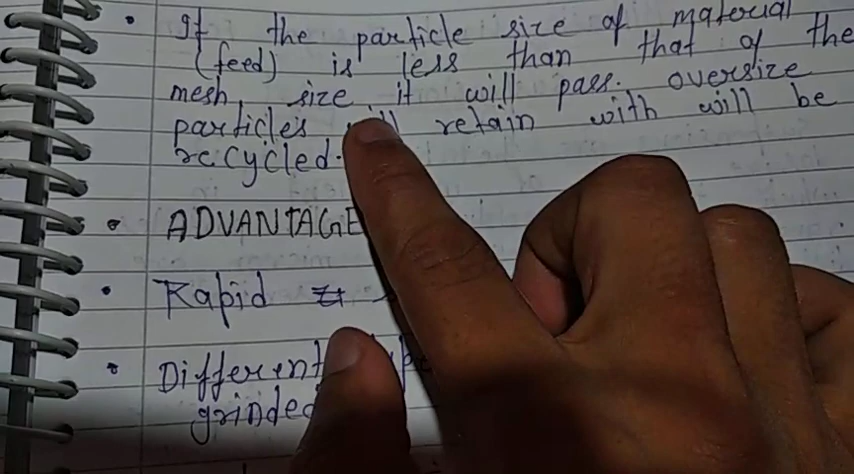 If the particle size of material
(feed) is less than that of the
mesh size it will pass. oversize
particles will retain with will be
recycled.
ADVANTAGE
Rapid
Different
grinded